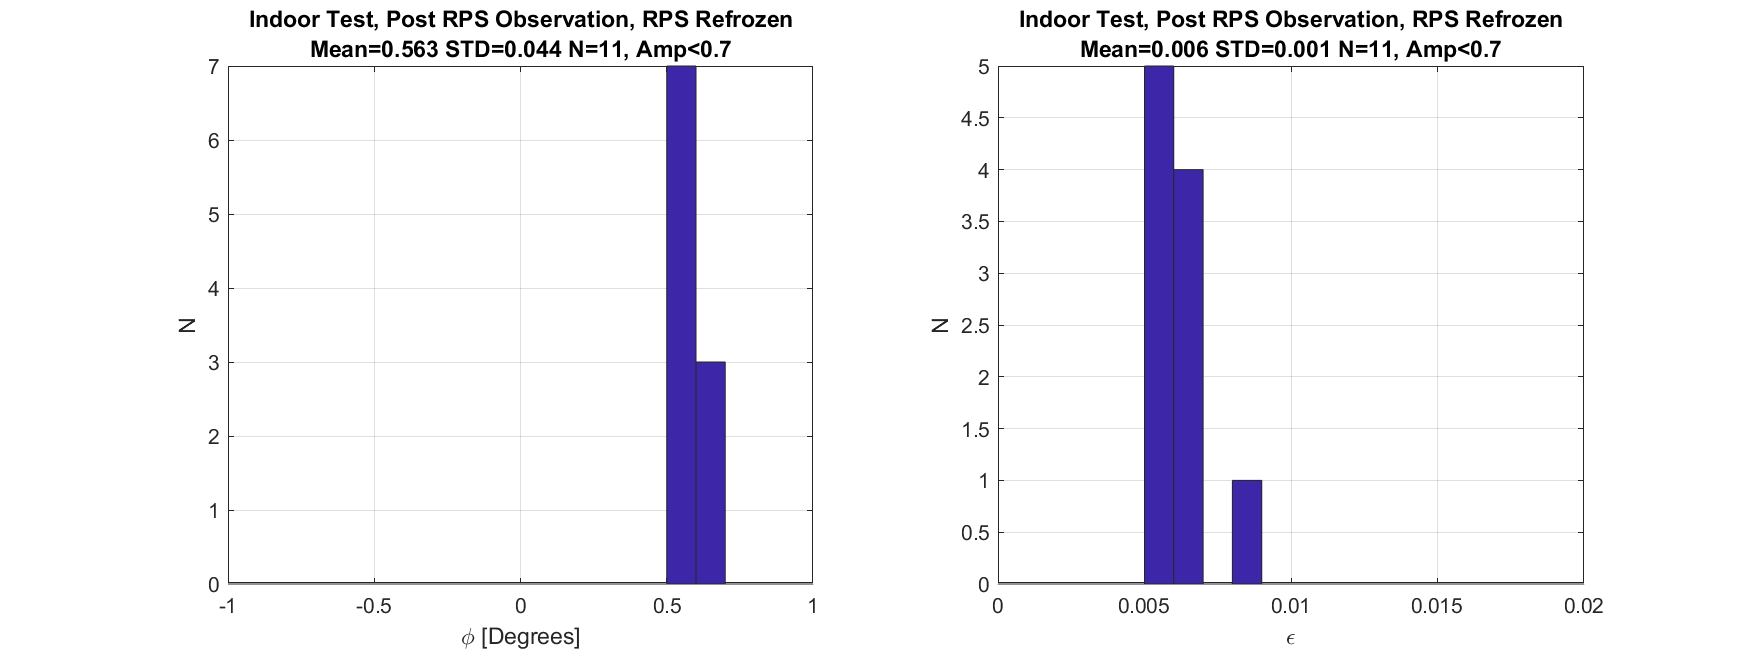 Indoor Test, Post RPS Observation, RPS Refrozen
Mean=0.563 STD=0.044 N=11, Amp<0.7
7
6
5
4
3
2
1
0
N
-1 -0.5 0 0.5 1
ϕ [Degrees]
Indoor Test, Post RPS Observation, RPS Refrozen
Mean=0.006 STD=0.001 N=11, Amp<0.7
5
4.5
4
3.5
3
2.5
2
1.5
1
0.5
0
N
0 0.005 0.01 0.015 0.02
ϵ